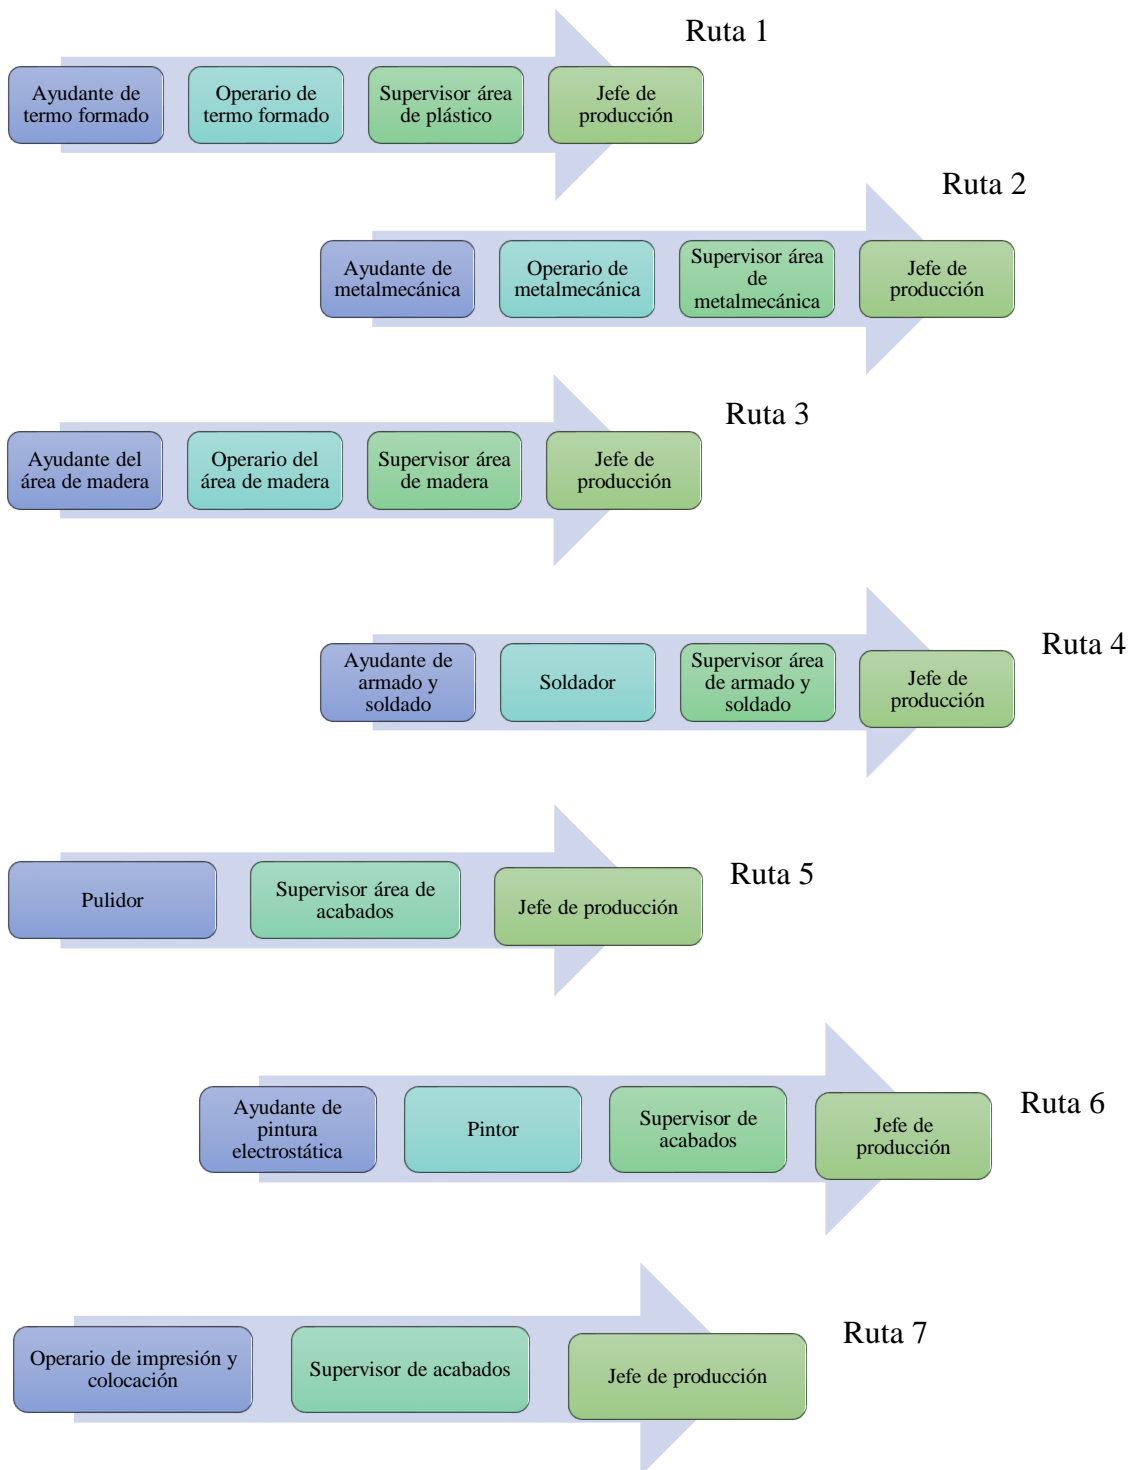 Ruta 1
Ayudante de
termo formado
Operario de
termo formado
Supervisor área
de plástico
Jefe de
producción
Ruta 2
Ayudante de
metalmecánica
Operario de
metalmecánica
Supervisor área
de
metalmecánica
Jefe de
producción
Ruta 3
Ayudante del
área de madera
Operario del
área de madera
Supervisor área
de madera
Jefe de
producción
Ruta 4
Ayudante de
armado y
soldado
Soldador
Supervisor área
de armado y
soldado
Jefe de
producción
Ruta 5
Pulidor
Supervisor área de
acabados
Jefe de producción
Ruta 6
Ayudante de
pintura
electrostática
Pintor
Supervisor de
acabados
Jefe de
producción
Ruta 7
Operario de impresión y
colocación
Supervisor de acabados
Jefe de producción